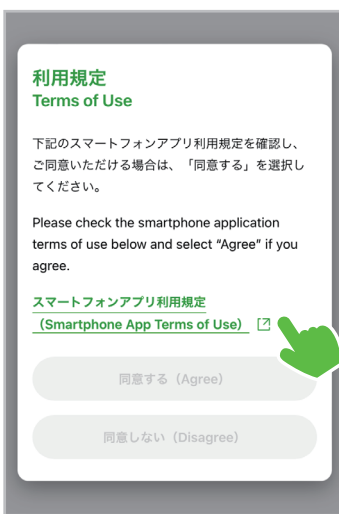 利用規定
Terms of Use
下記のスマートフォンアプリ利用規定を確認し、
ご同意いただける場合は、「同意する」を選択し
てください。
Please check the smartphone application
terms of use below and select “Agree” if you
agree.
スマートフォンアプリ利用規定
（Smartphone App Terms of Use）
同意する（Agree）
同意しない（Disagree）